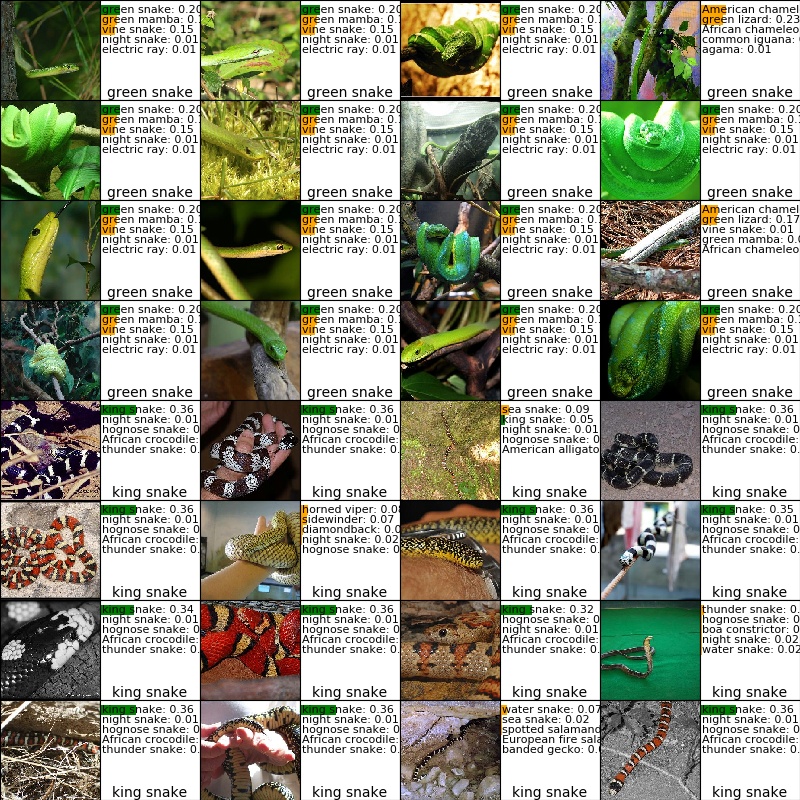 green snake: 0.20
green mamba: 0.1
vine snake: 0.15
night snake: 0.01
electric ray: 0.01
green snake
green snake: 0.20
green mamba: 0.1
vine snake: 0.15
night snake: 0.01
electric ray: 0.01
green snake
green snake: 0.20
green mamba: 0.1
vine snake: 0.15
night snake: 0.01
electric ray: 0.01
green snake
American chamel
green lizard: 0.23
African chameleo
common iguana:
agama: 0.01
green snake
green snake: 0.20
green mamba: 0.1
vine snake: 0.15
night snake: 0.01
electric ray: 0.01
green snake
green snake: 0.20
green mamba: 0.1
vine snake: 0.15
night snake: 0.01
electric ray: 0.01
green snake
green snake: 0.20
green mamba: 0.1
vine snake: 0.15
night snake: 0.01
electric ray: 0.01
green snake
green snake: 0.20
green mamba: 0.1
vine snake: 0.15
night snake: 0.01
electric ray: 0.01
green snake
green snake: 0.20
green mamba: 0.1
vine snake: 0.15
night snake: 0.01
electric ray: 0.01
green snake
green snake: 0.20
green mamba: 0.1
vine snake: 0.15
night snake: 0.01
electric ray: 0.01
green snake
green snake: 0.20
green mamba: 0.1
vine snake: 0.15
night snake: 0.01
electric ray: 0.01
green snake
American chamel
green lizard: 0.17
vine snake: 0.01
green mamba: 0.0
African chameleo
green snake
green snake: 0.20
green mamba: 0.1
vine snake: 0.15
night snake: 0.01
electric ray: 0.01
green snake
green snake: 0.20
green mamba: 0.1
vine snake: 0.15
night snake: 0.01
electric ray: 0.01
green snake
green snake: 0.20
green mamba: 0.1
vine snake: 0.15
night snake: 0.01
electric ray: 0.01
green snake
green snake: 0.20
green mamba: 0.1
vine snake: 0.15
night snake: 0.01
electric ray: 0.01
green snake
king snake: 0.36
night snake: 0.01
hognose snake: 0
African crocodile:
thunder snake: 0.
king snake
king snake: 0.36
night snake: 0.01
hognose snake: 0
African crocodile:
thunder snake: 0.
king snake
sea snake: 0.09
king snake: 0.05
night snake: 0.01
hognose snake: 0
American alligato
king snake
king snake: 0.36
night snake: 0.01
hognose snake: 0
African crocodile:
thunder snake: 0.
king snake
king snake: 0.36
night snake: 0.01
hognose snake: 0
African crocodile:
thunder snake: 0.
king snake
horned viper: 0.08
sidewinder: 0.07
diamondback: 0.0
night snake: 0.02
hognose snake: 0
king snake
king snake: 0.36
night snake: 0.01
hognose snake: 0
African crocodile:
thunder snake: 0.
king snake
king snake: 0.35
night snake: 0.01
hognose snake: 0
African crocodile:
thunder snake: 0.
king snake
king snake: 0.34
night snake: 0.01
hognose snake: 0
African crocodile:
thunder snake: 0.
king snake
king snake: 0.36
night snake: 0.01
hognose snake: 0
African crocodile:
thunder snake: 0.
king snake
king snake: 0.32
hognose snake: 0
night snake: 0.01
African crocodile:
thunder snake: 0.
king snake
thunder snake: 0.
hognose snake: 0
boa constrictor: 0
night snake: 0.02
water snake: 0.02
king snake
king snake: 0.36
night snake: 0.01
hognose snake: 0
African crocodile:
thunder snake: 0.
king snake
king snake: 0.36
night snake: 0.01
hognose snake: 0
African crocodile:
thunder snake: 0.
king snake
water snake: 0.07
sea snake: 0.02
spotted salamand
European fire sala
banded gecko: 0.0
king snake
king snake: 0.36
night snake: 0.01
hognose snake: 0
African crocodile:
thunder snake: 0.
king snake